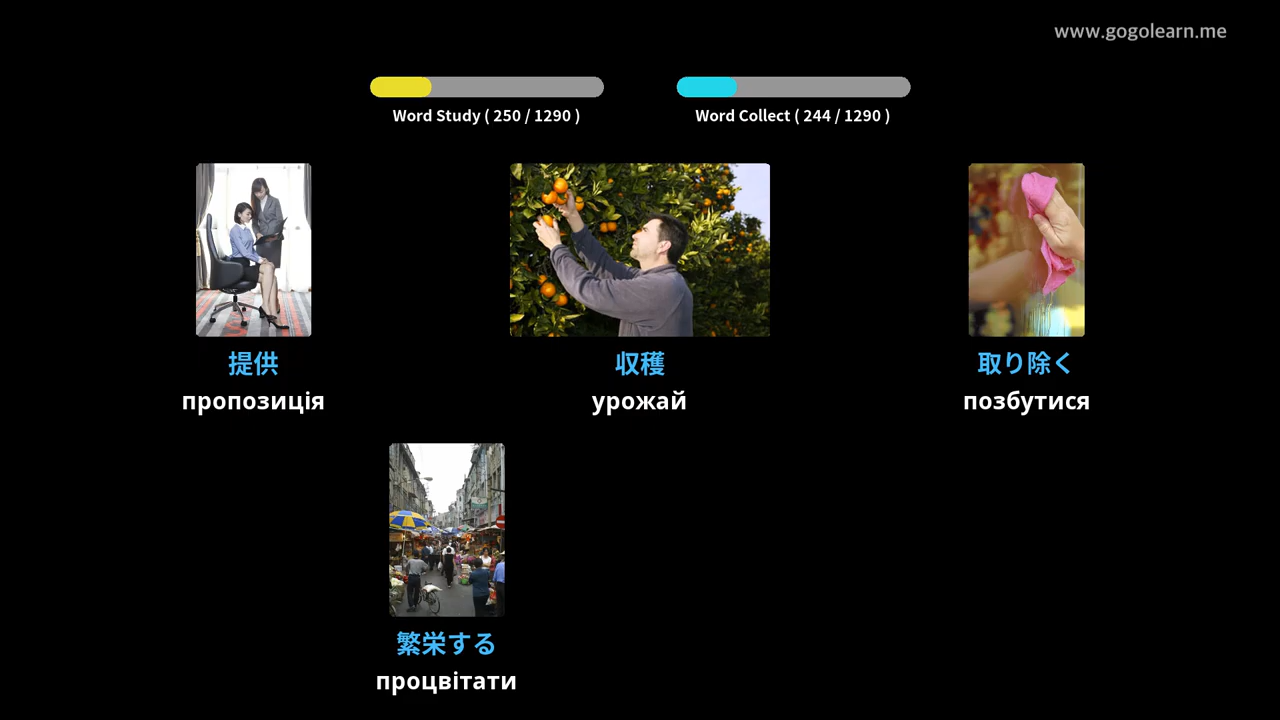 www.gogolearn.me
Word Study ( 250 / 1290 )
Word Collect ( 244 / 1290 )
提供
пропозиція
収穫
урожай
取り除く
позбутися
繁栄する
процвітати